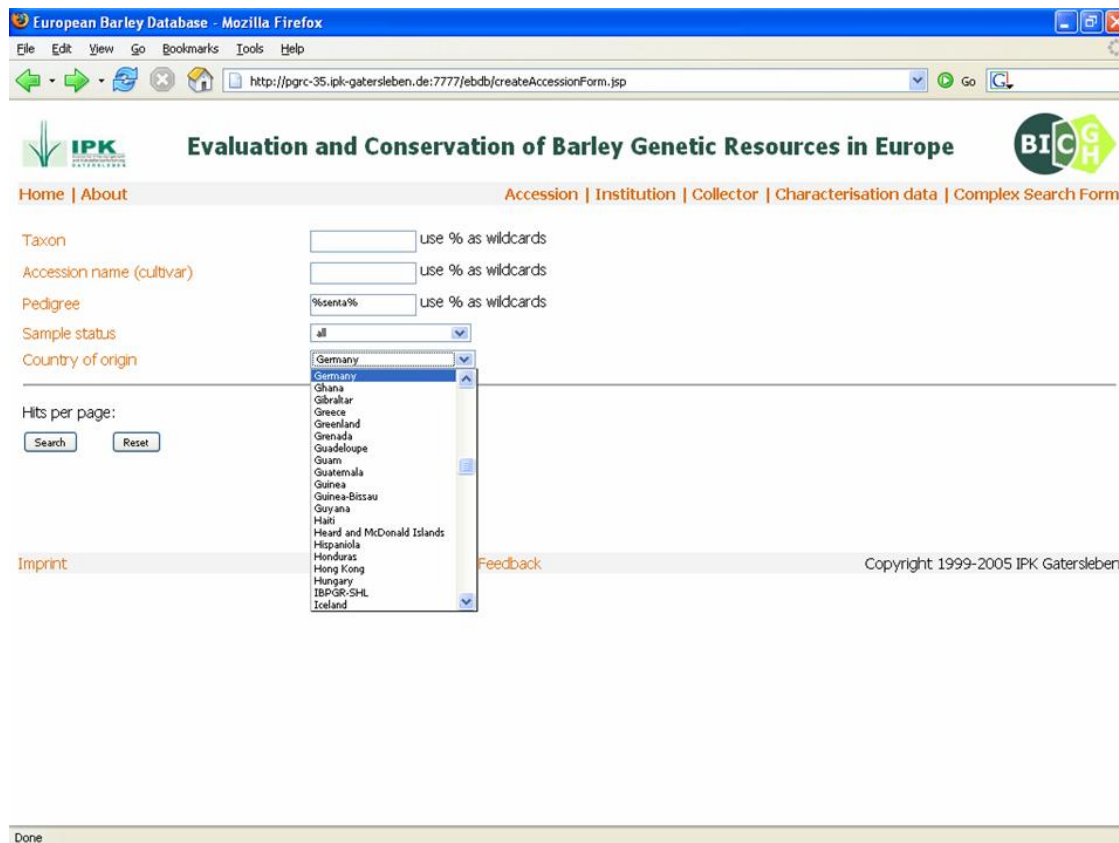 European Barley Database - Mozilla Firefox
File Edit View Go Bookmarks Tools Help
http://pgrc-35.ipk-gatersleben.de:7777/ebdb/createAccessionForm.jsp Go G
IPK
GATERSLEBEN
Evaluation and Conservation of Barley Genetic Resources in Europe
BICGH
Home | About Accession | Institution | Collector | Characterisation data | Complex Search Form
Taxon use % as wildcards
Accession name (cultivar) use % as wildcards
Pedigree %senta% use % as wildcards
Sample status all
Country of origin Germany
Germany
Ghana
Gibraltar
Greece
Greenland
Grenada
Guadeloupe
Guam
Guatemala
Guinea
Guinea-Bissau
Guyana
Haiti
Heard and McDonald Islands
Hispaniola
Honduras
Hong Kong
Hungary
IBPGR-SHL
Iceland
Hits per page:
Search Reset
Imprint Feedback Copyright 1999-2005 IPK Gatersleben
Done